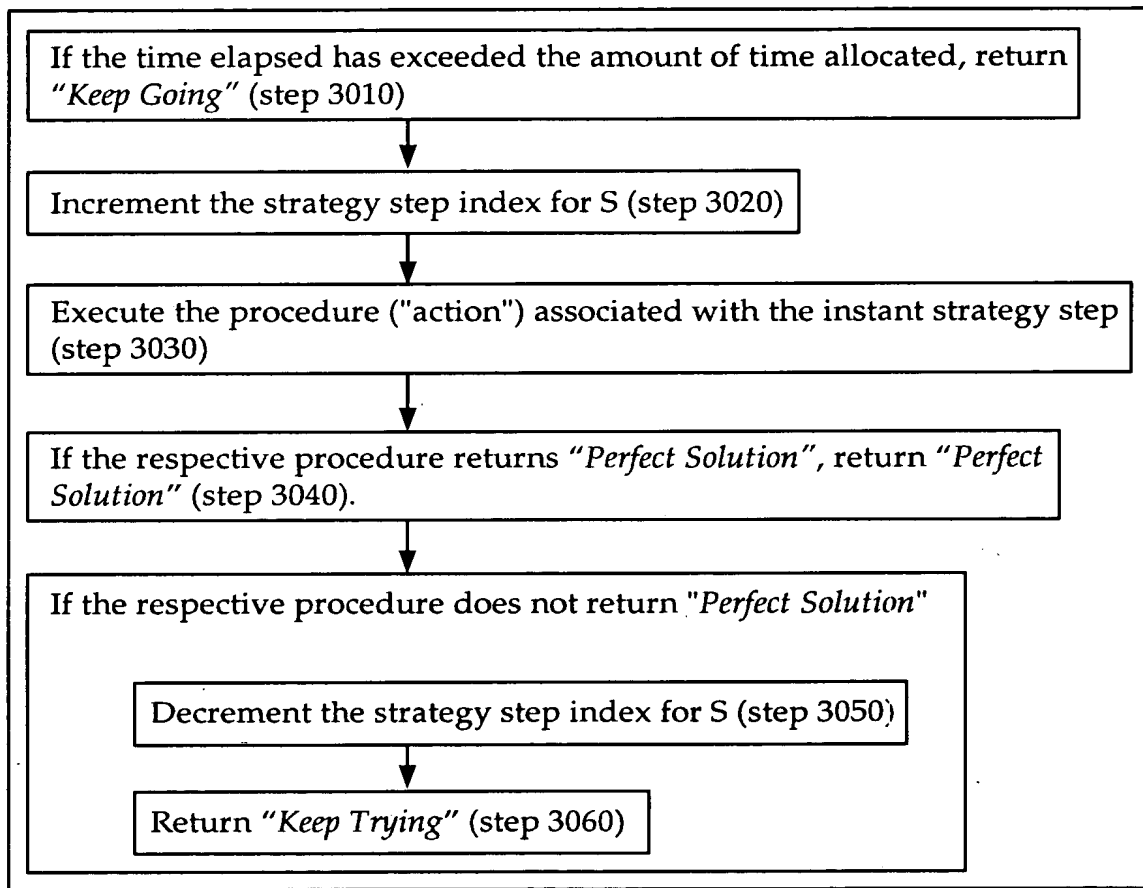 If the time elapsed has exceeded the amount of time allocated, return
“Keep Going” (step 3010)
Increment the strategy step index for S (step 3020)
Execute the procedure ("action") associated with the instant strategy step
(step 3030)
If the respective procedure returns “Perfect Solution”, return “Perfect
Solution” (step 3040).
If the respective procedure does not return "Perfect Solution"
Decrement the strategy step index for S (step 3050)
Return “Keep Trying” (step 3060)